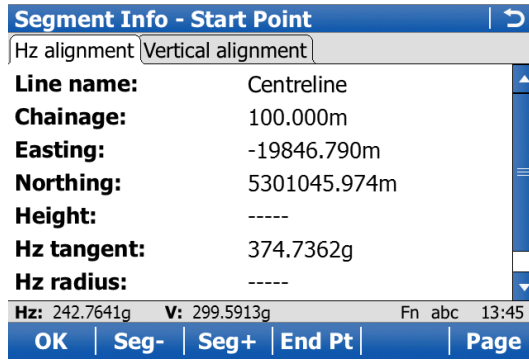 Segment Info - Start Point
Hz alignment Vertical alignment
Line name: Centreline
Chainage: 100.000m
Easting: -19846.790m
Northing: 5301045.974m
Height: -----
Hz tangent: 374.7362g
Hz radius: -----
Hz: 242.7641g V: 299.5913g Fn abc 13:45
OK Seg- Seg+ End Pt Page